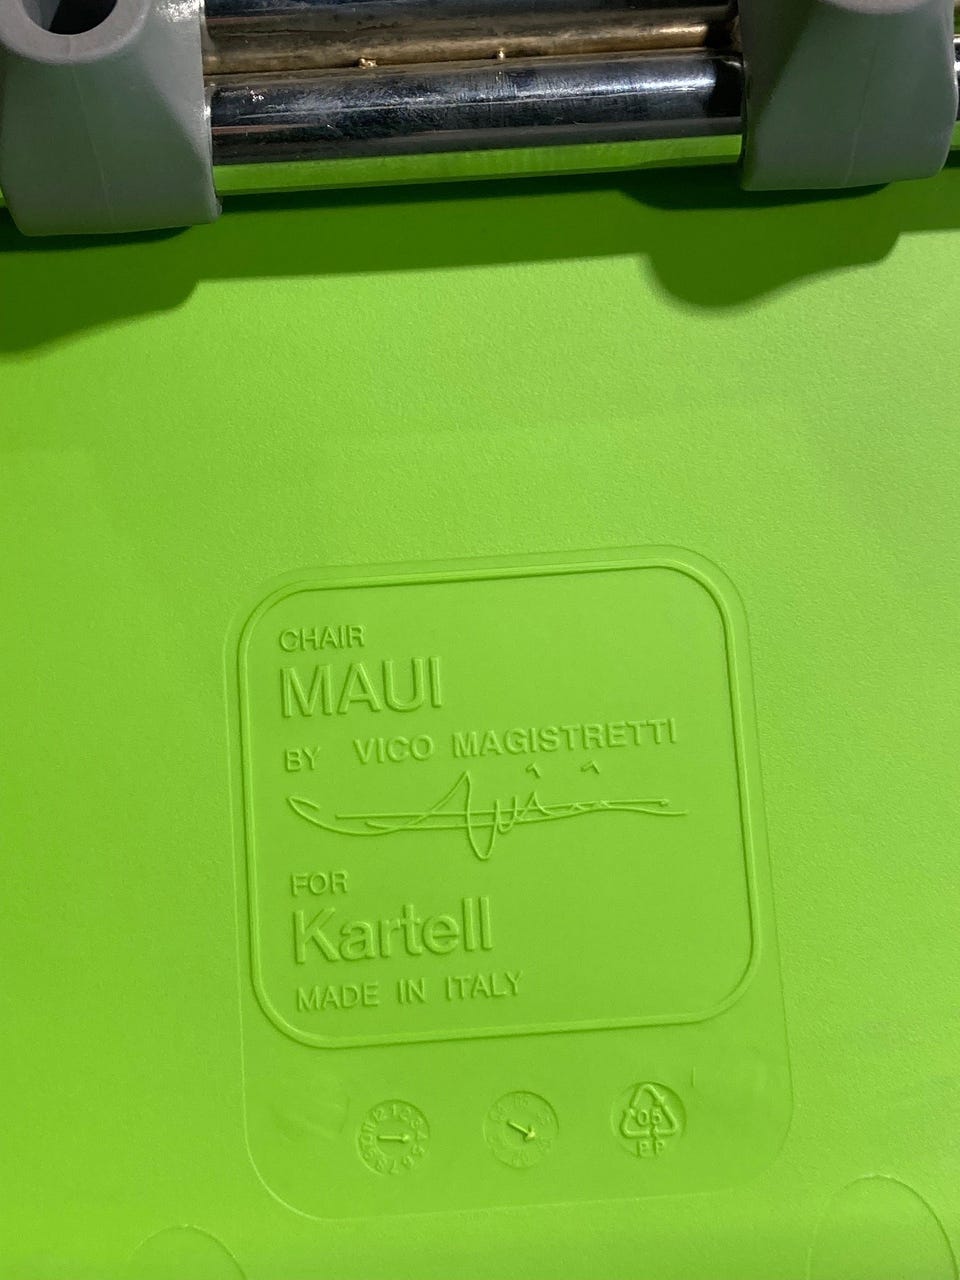 CHAIR
MAUI
BY VICO MAGISTRETTI
FOR
Kartell
MADE IN ITALY
05
PP